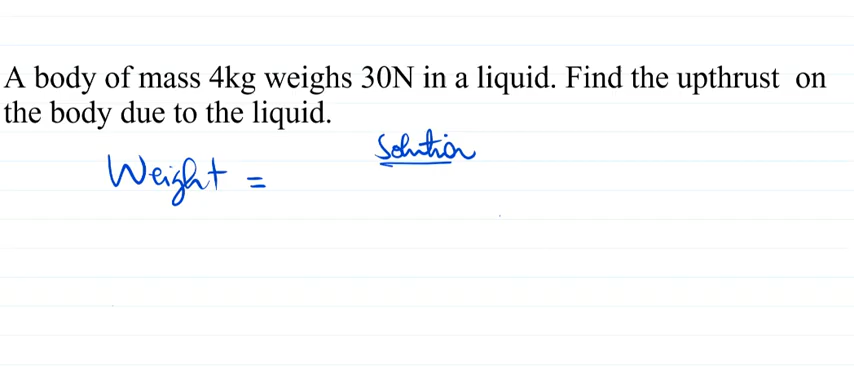 A body of mass 4kg weighs 30N in a liquid. Find the upthrust on
the body due to the liquid.
Solution
Weight =